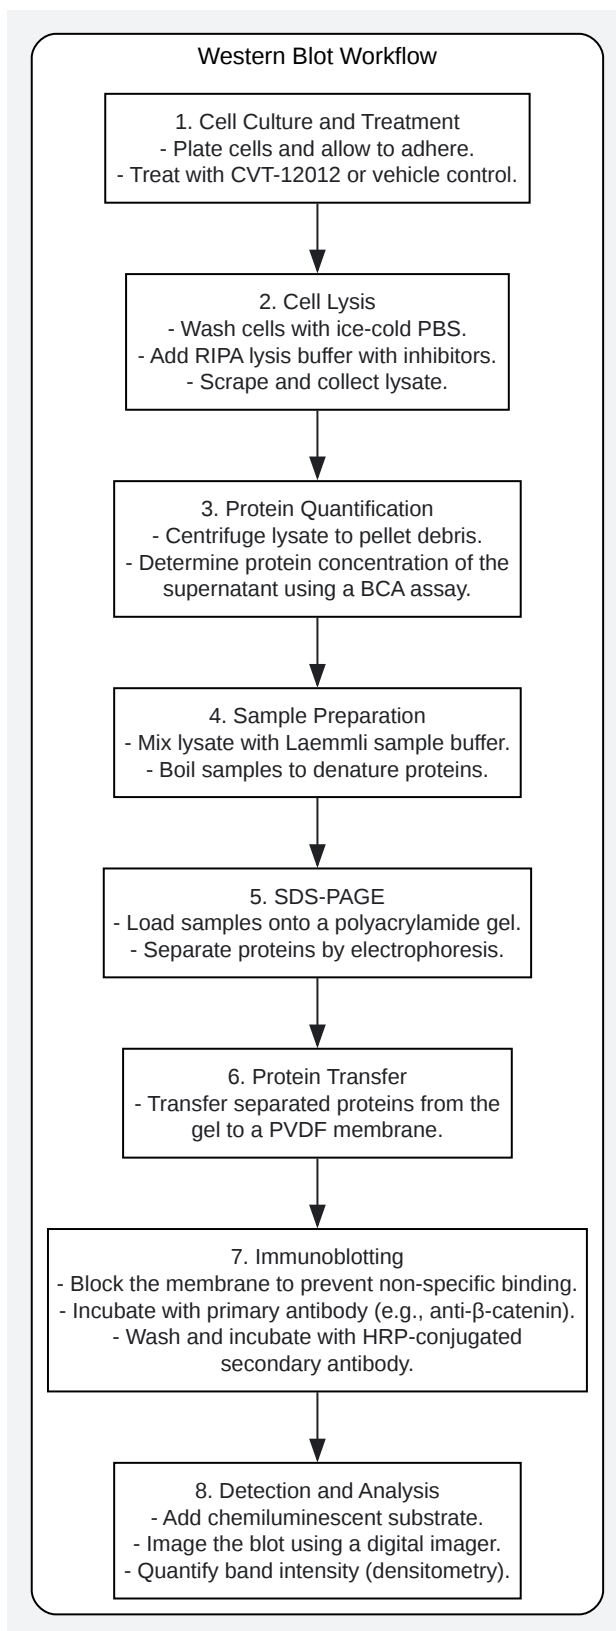 Western Blot Workflow
1. Cell Culture and Treatment
- Plate cells and allow to adhere.
- Treat with CVT-12012 or vehicle control.
2. Cell Lysis
- Wash cells with ice-cold PBS.
- Add RIPA lysis buffer with inhibitors.
- Scrape and collect lysate.
3. Protein Quantification
- Centrifuge lysate to pellet debris.
- Determine protein concentration of the
supernatant using a BCA assay.
4. Sample Preparation
- Mix lysate with Laemmli sample buffer.
- Boil samples to denature proteins.
5. SDS-PAGE
- Load samples onto a polyacrylamide gel.
- Separate proteins by electrophoresis.
6. Protein Transfer
- Transfer separated proteins from the
gel to a PVDF membrane.
7. Immunoblotting
- Block the membrane to prevent non-specific binding.
- Incubate with primary antibody (e.g., anti-β-catenin).
- Wash and incubate with HRP-conjugated
secondary antibody.
8. Detection and Analysis
- Add chemiluminescent substrate.
- Image the blot using a digital imager.
- Quantify band intensity (densitometry).